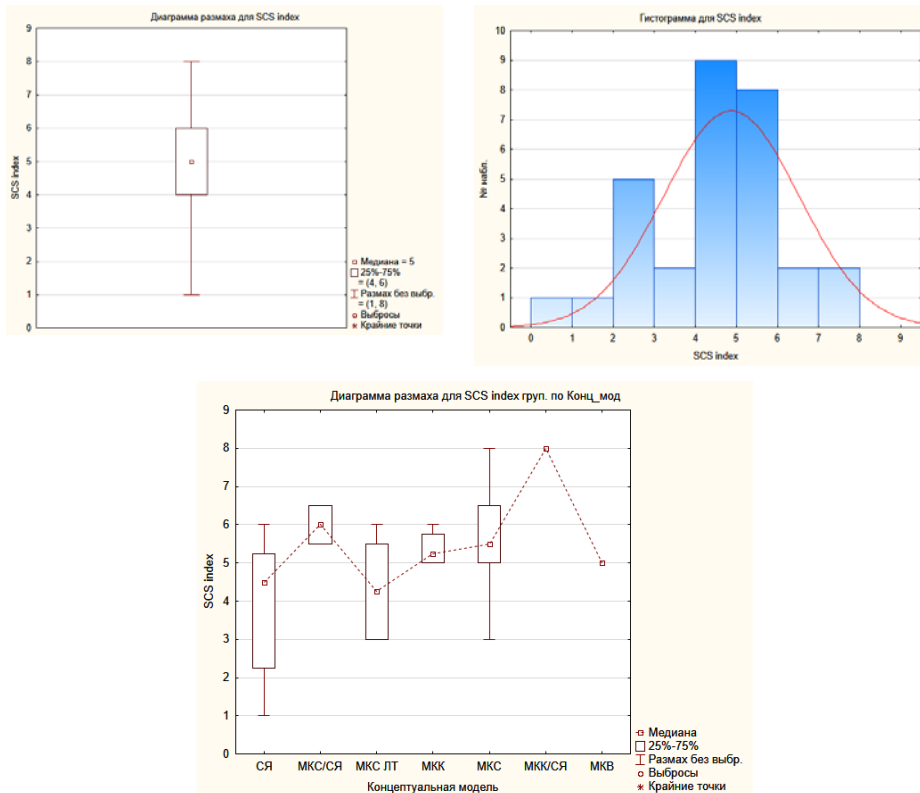 Диаграмма размаха для SCS index
9
8
7
6
5
4
3
2
1
0
SCS index
Медиана = 5
25%-75%
= (4, 6)
Размах без выбр.
= (1, 8)
Выбросы
Крайние точки
Гистограмма для SCS index
10
9
8
7
6
5
4
3
2
1
0
№ набл.
0 1 2 3 4 5 6 7 8 9
SCS index
Диаграмма размаха для SCS index груп. по Конц_мод
9
8
7
6
5
4
3
2
1
0
SCS index
СЯ МКС/СЯ МКС ЛТ МКК МКС МКК/СЯ МКВ
Концептуальная модель
Медиана
25%-75%
Размах без выбр.
Выбросы
Крайние точки